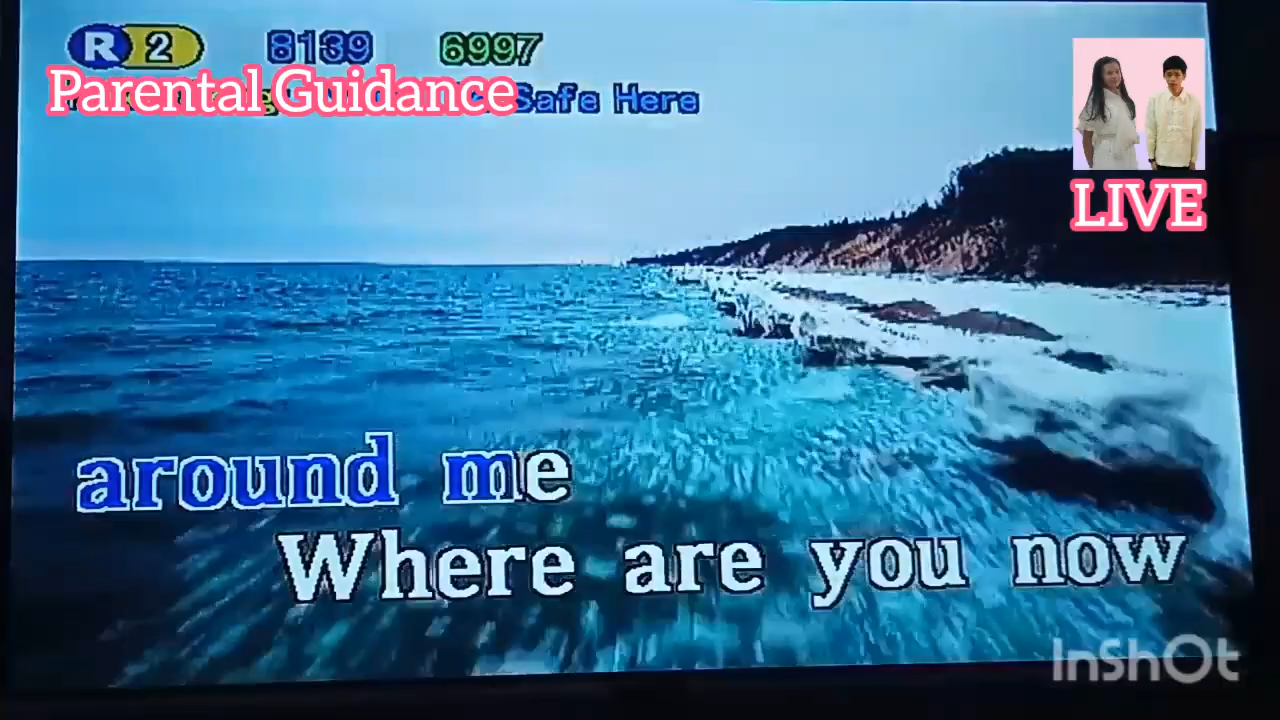 R 2 8139 6997
Parental Guidance Safe Here
LIVE
around me
Where are you now
InShOt